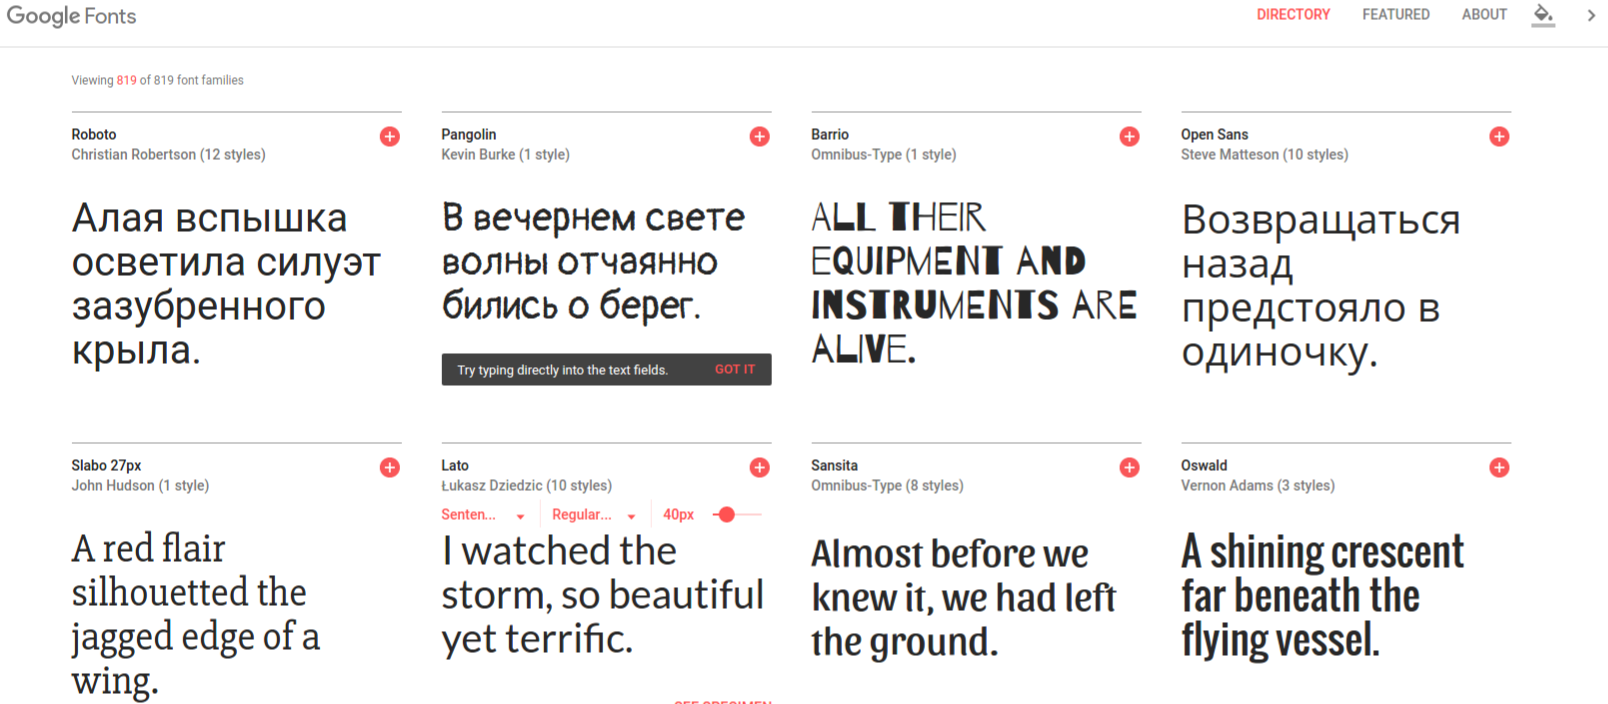 Google Fonts
DIRECTORY FEATURED ABOUT
Viewing 819 of 819 font families
Roboto
Christian Robertson (12 styles)
Алая вспышка
осветила силуэт
зазубренного
крыла.
Pangolin
Kevin Burke (1 style)
В вечернем свете
волны отчаянно
бились о берег.
Try typing directly into the text fields. GOT IT
Barrio
Omnibus-Type (1 style)
ALL THEIR
EQUIPMENT AND
INSTRUMENTS ARE
ALIVE.
Open Sans
Steve Matteson (10 styles)
Возвращаться
назад
предстояло в
одиночку.
Slabo 27px
John Hudson (1 style)
A red flair
silhouetted the
jagged edge of a
wing.
Lato
Łukasz Dziedzic (10 styles)
Senten... Regular... 40px
I watched the
storm, so beautiful
yet terrific.
SEE SPECIMEN
Sansita
Omnibus-Type (8 styles)
Almost before we
knew it, we had left
the ground.
Oswald
Vernon Adams (3 styles)
A shining crescent
far beneath the
flying vessel.